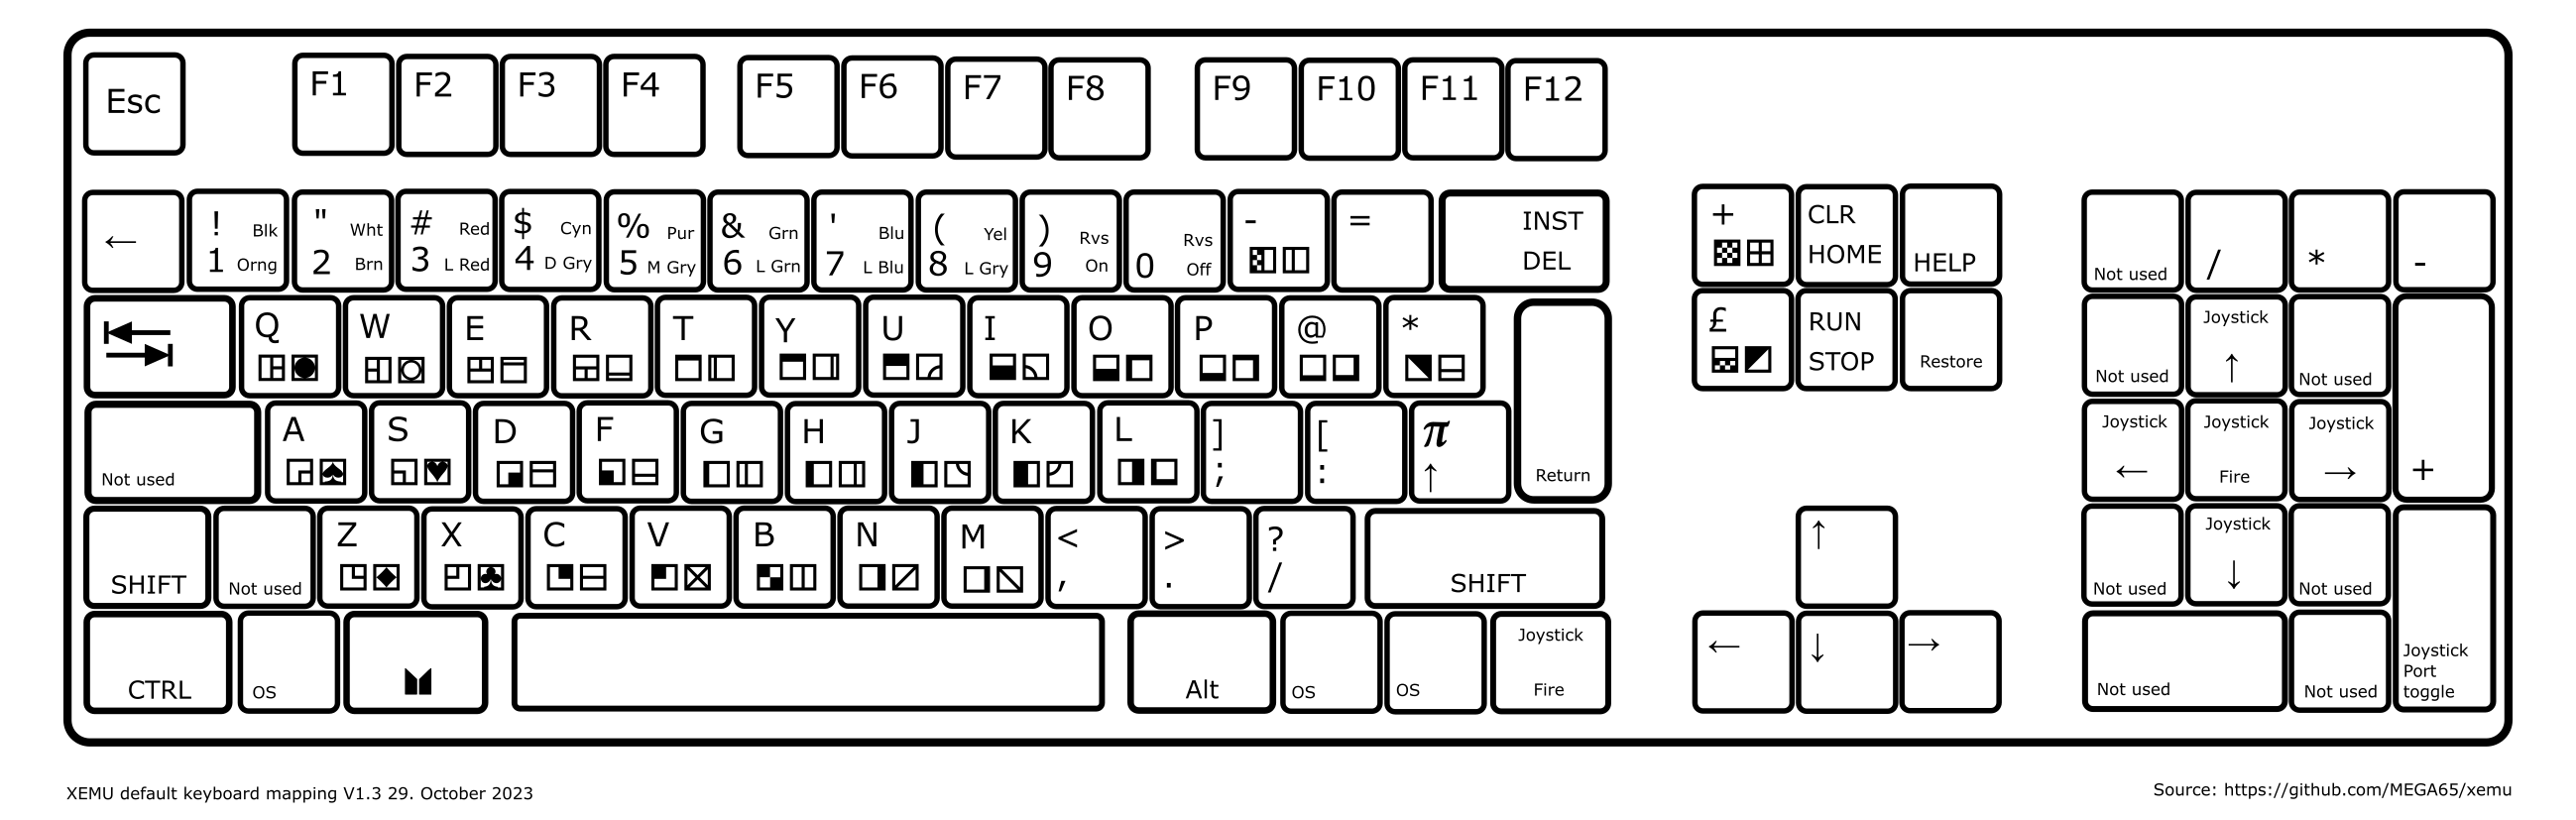 Esc F1 F2 F3 F4 F5 F6 F7 F8 F9 F10 F11 F12
←
! Blk
1 Orng
" Wht
2 Brn
# Red
3 L Red
$ Cyn
4 D Gry
% Pur
5 M Gry
& Grn
6 L Grn
' Blu
7 L Blu
( Yel
8 L Gry
) Rvs
9 On
Rvs
0 Off
-
=
INST
DEL
+
CLR
HOME
HELP
Not used
/
*
-
Q W E R T Y U I O P @ *
Return
£
RUN
STOP
Restore
Not used
Joystick
↑
Not used
+
Not used
A S D F G H J K L
]
;
[
:
π
↑
Joystick
←
Joystick
Fire
Joystick
→
SHIFT
Not used
Z X C V B N M
<
,
>
.
?
/
SHIFT
↑
Not used
Joystick
↓
Not used
Joystick
Port
toggle
CTRL
OS
Alt
OS
OS
Joystick
Fire
←
↓
→
Not used
Not used
XEMU default keyboard mapping V1.3 29. October 2023
Source: https://github.com/MEGA65/xemu